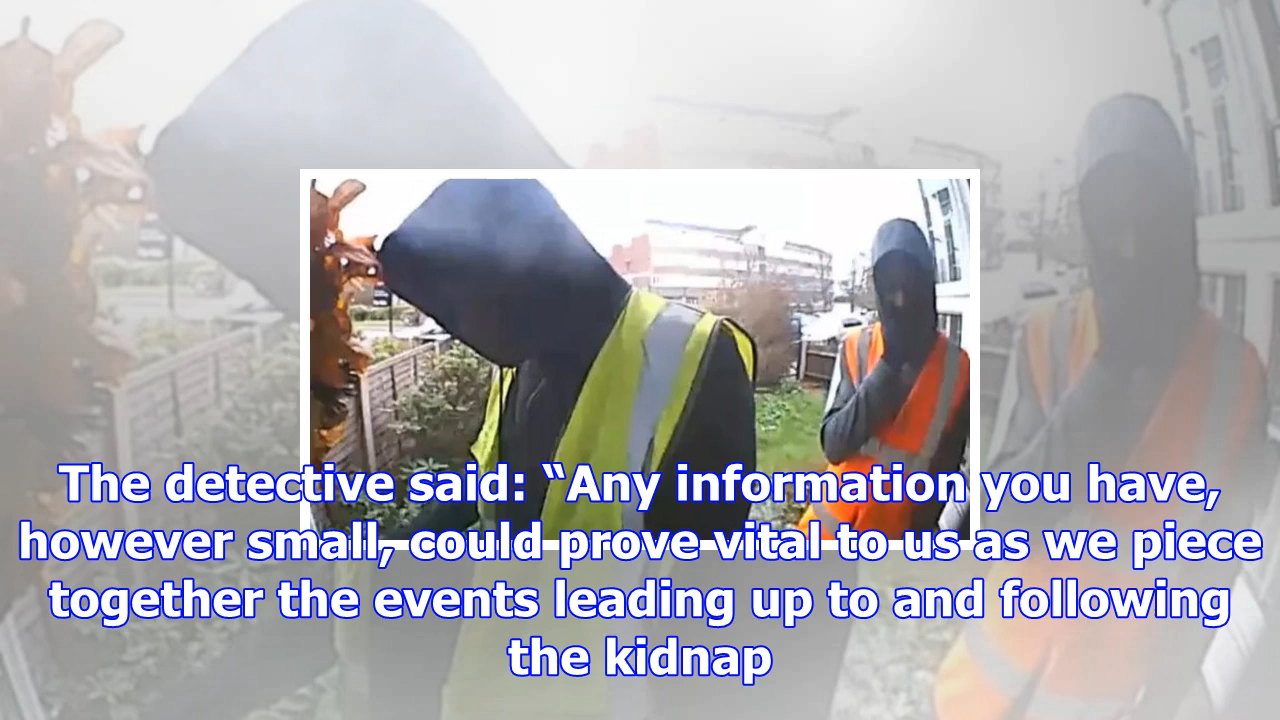 The detective said: “Any information you have,
however small, could prove vital to us as we piece
together the events leading up to and following
the kidnap